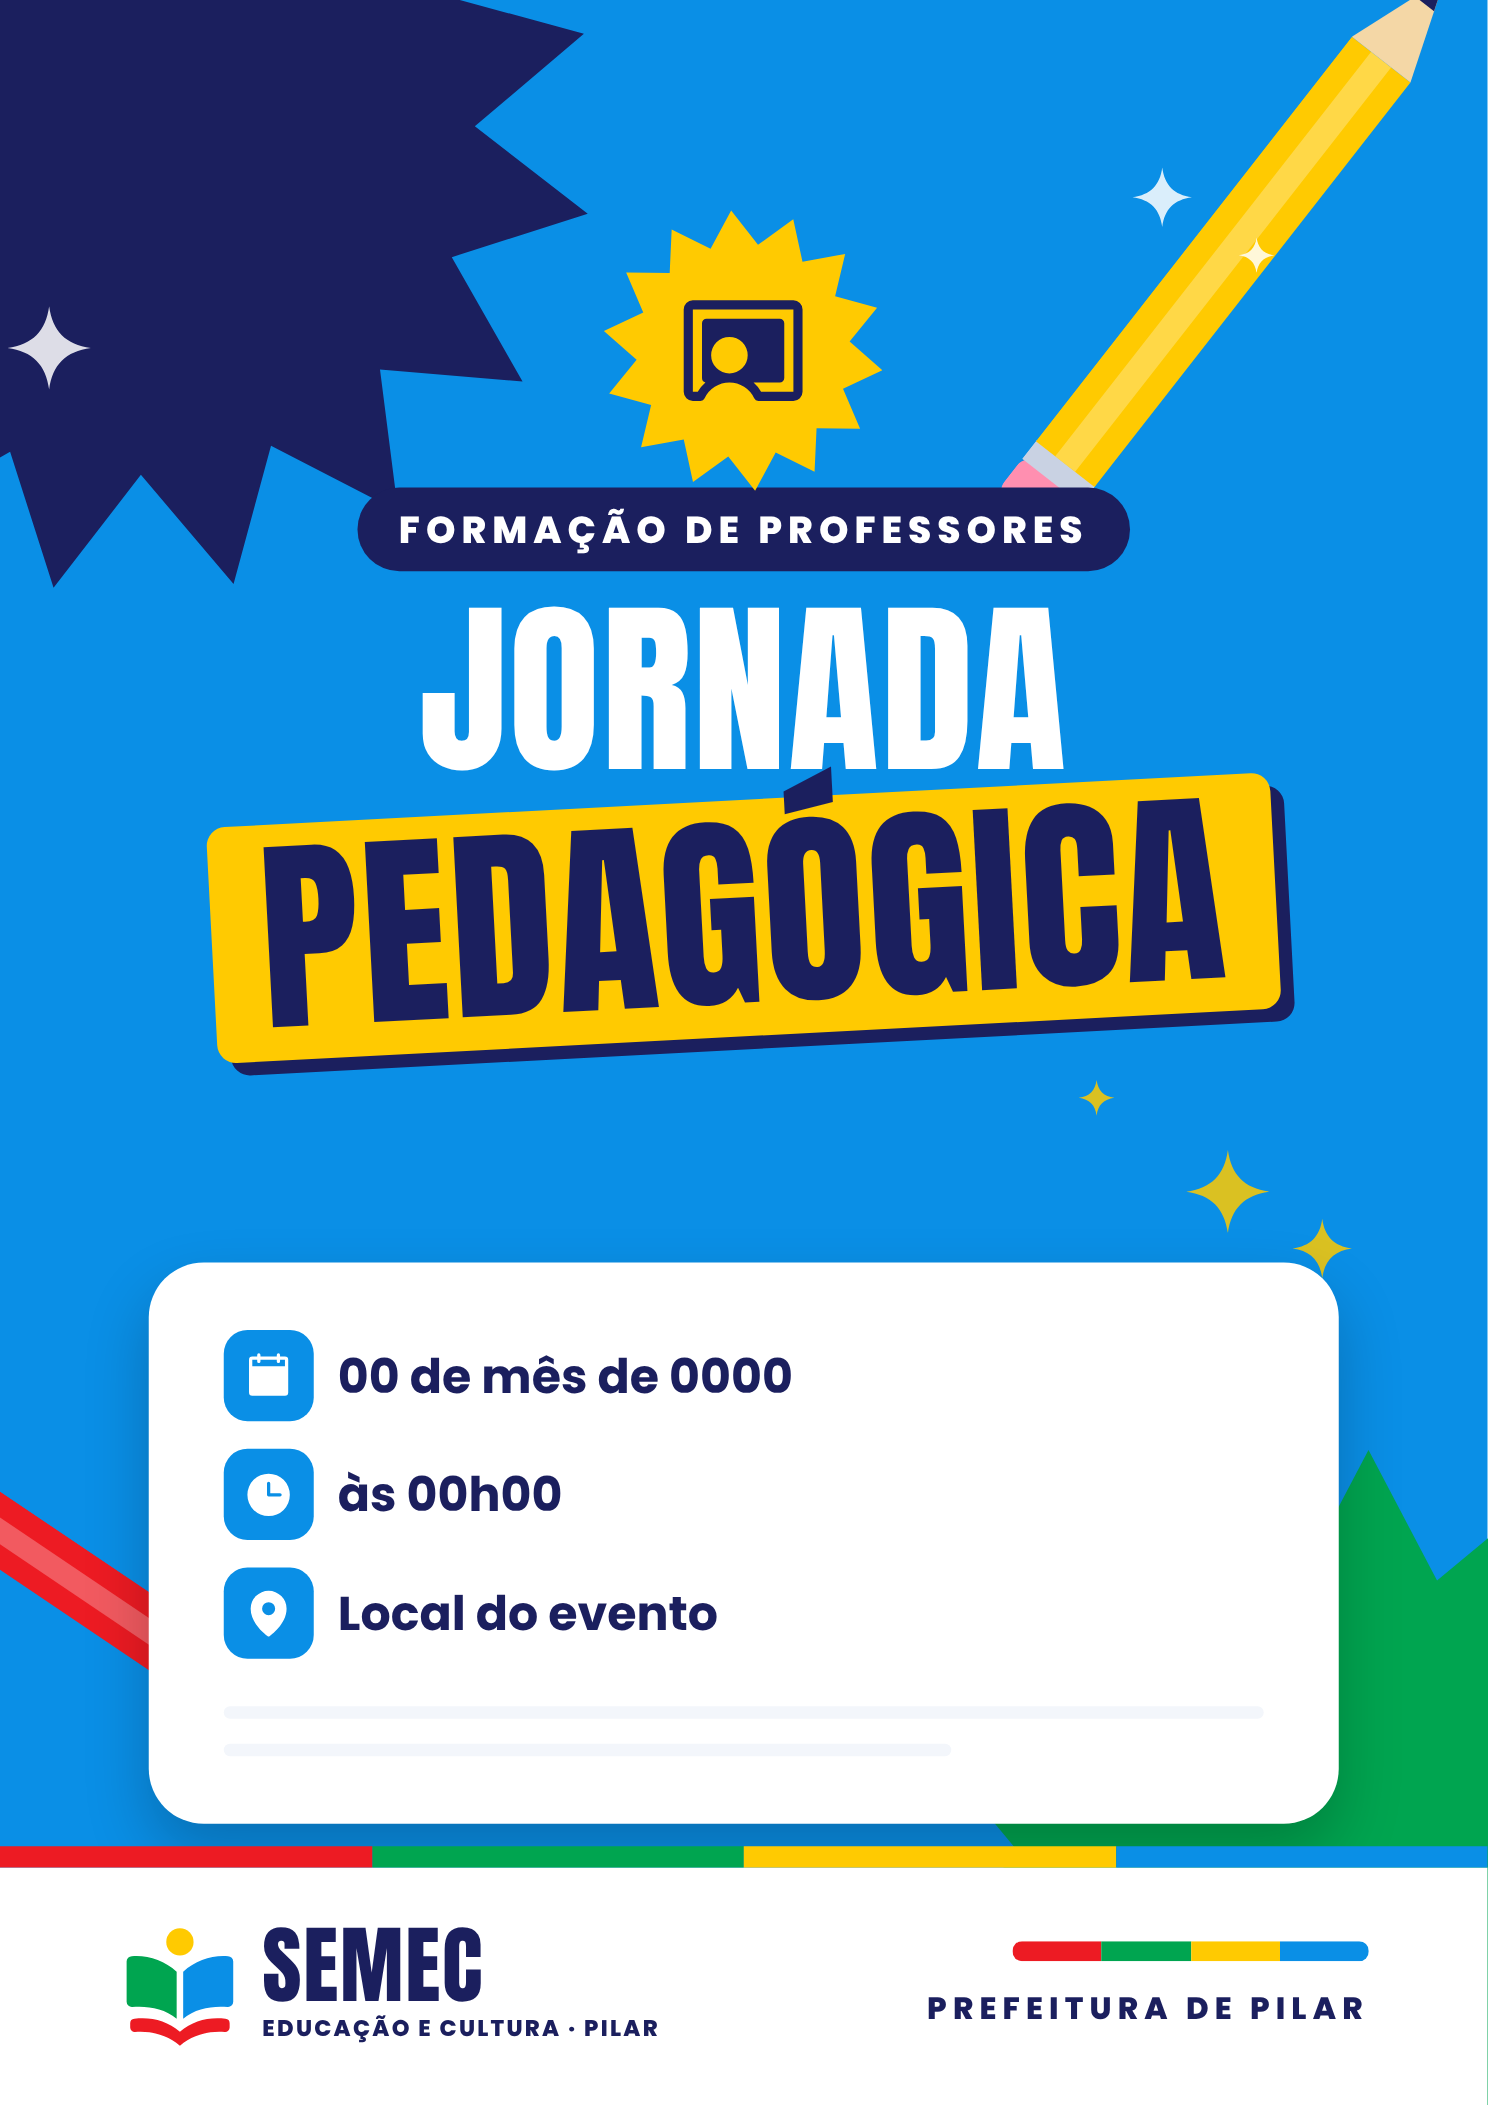 FORMAÇÃO DE PROFESSORES
JORNADA
PEDAGÓGICA
00 de mês de 0000
às 00h00
Local do evento
SEMEC
EDUCAÇÃO E CULTURA · PILAR
PREFEITURA DE PILAR